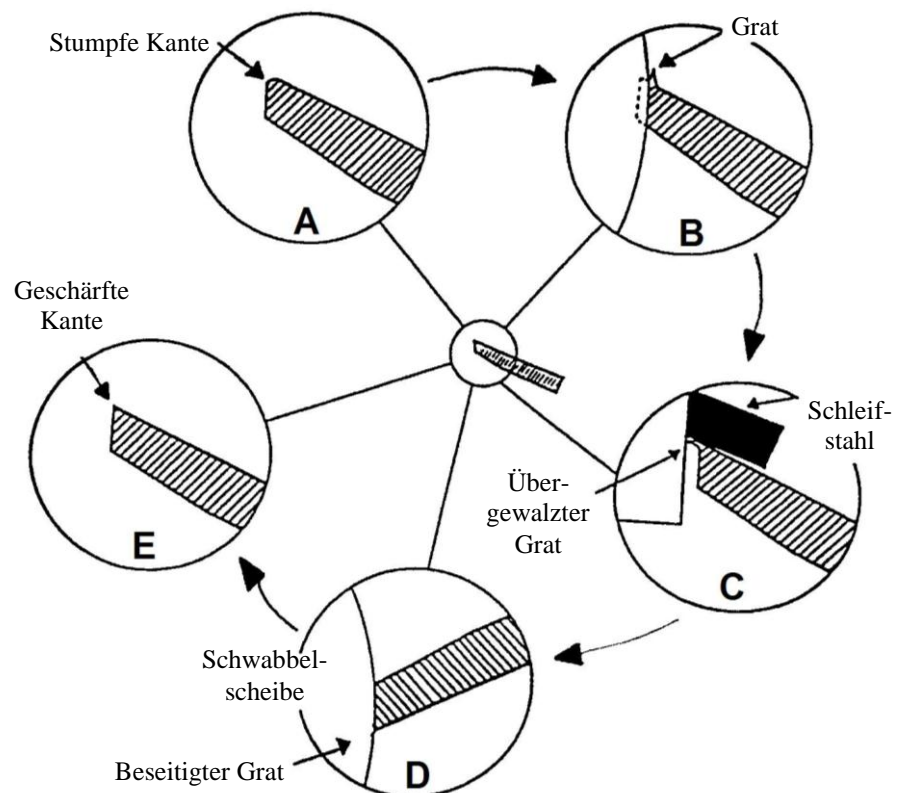 Stumpfe Kante
A
Grat
B
Schleif-
stahl
Über-
gewalzter
Grat
C
Schwabbel-
scheibe
Beseitigter Grat
D
Geschärfte
Kante
E